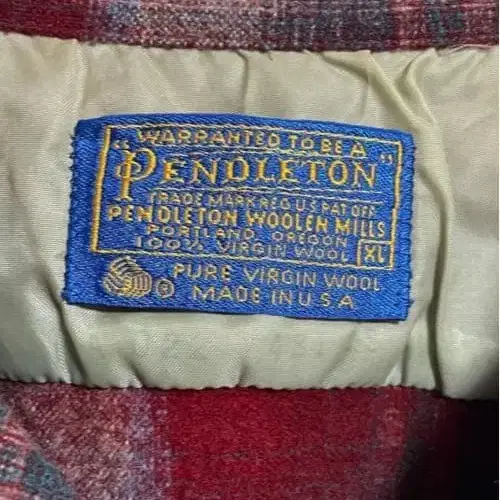 WARRANTED TO BE A
"PENDLETON"
TRADE MARK REG US PAT OFF
PENDLETON WOOLEN MILLS
PORTLAND, OREGON
100% VIRGIN WOOL XL
PURE VIRGIN WOOL
® MADE IN U.S.A